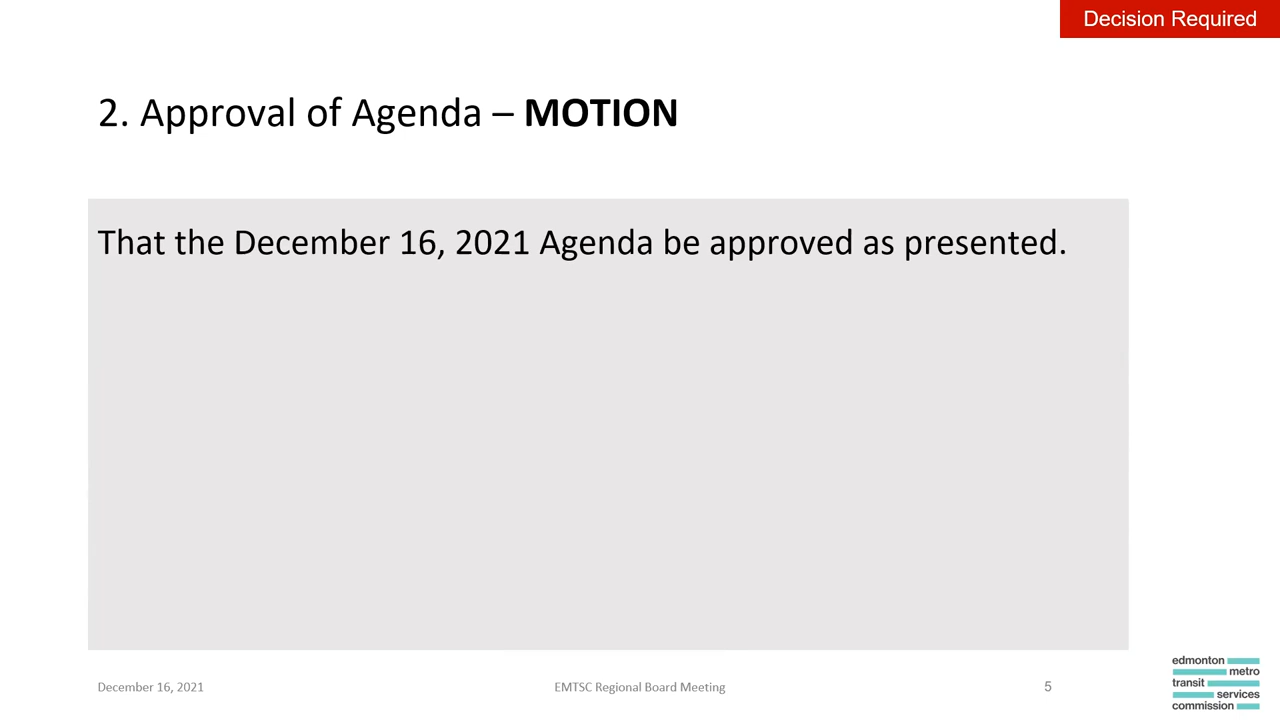 Decision Required
2. Approval of Agenda – MOTION
That the December 16, 2021 Agenda be approved as presented.
December 16, 2021
EMTSC Regional Board Meeting
5
edmonton
metro
transit
services
commission